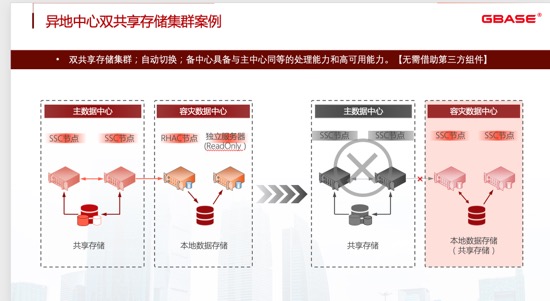 异地中心双共享存储集群案例
GBASE®
• 双共享存储集群；自动切换；备中心具备与主中心同等的处理能力和高可用能力。【无需借助第三方组件】
主数据中心
容灾数据中心
SSC节点
SSC节点
RHAC节点
独立服务器
(ReadOnly)
共享存储
本地数据存储
主数据中心
容灾数据中心
SSC节点
SSC节点
SSC节点
SSC节点
共享存储
本地数据存储
（共享存储）